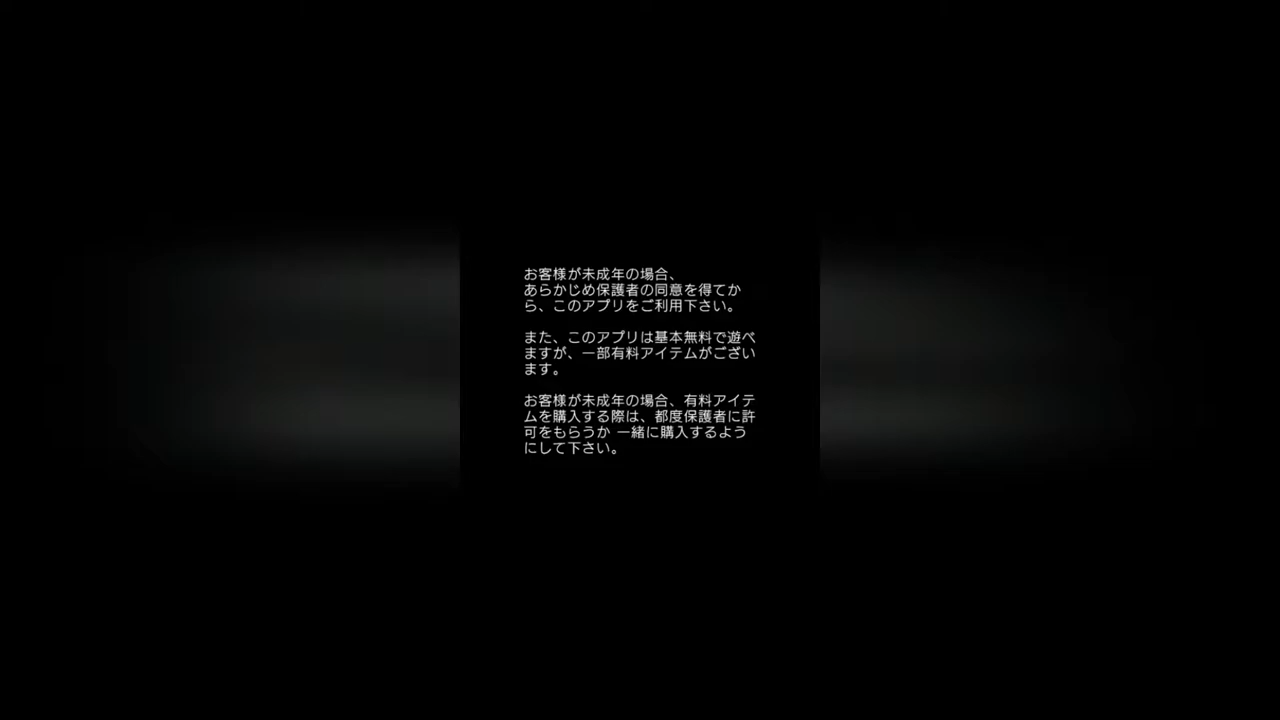 お客様が未成年の場合、
あらかじめ保護者の同意を得てか
ら、このアプリをご利用下さい。
また、このアプリは基本無料で遊べ
ますが、一部有料アイテムがござい
ます。
お客様が未成年の場合、有料アイテ
ムを購入する際は、都度保護者に許
可をもらうか 一緒に購入するよう
にして下さい。